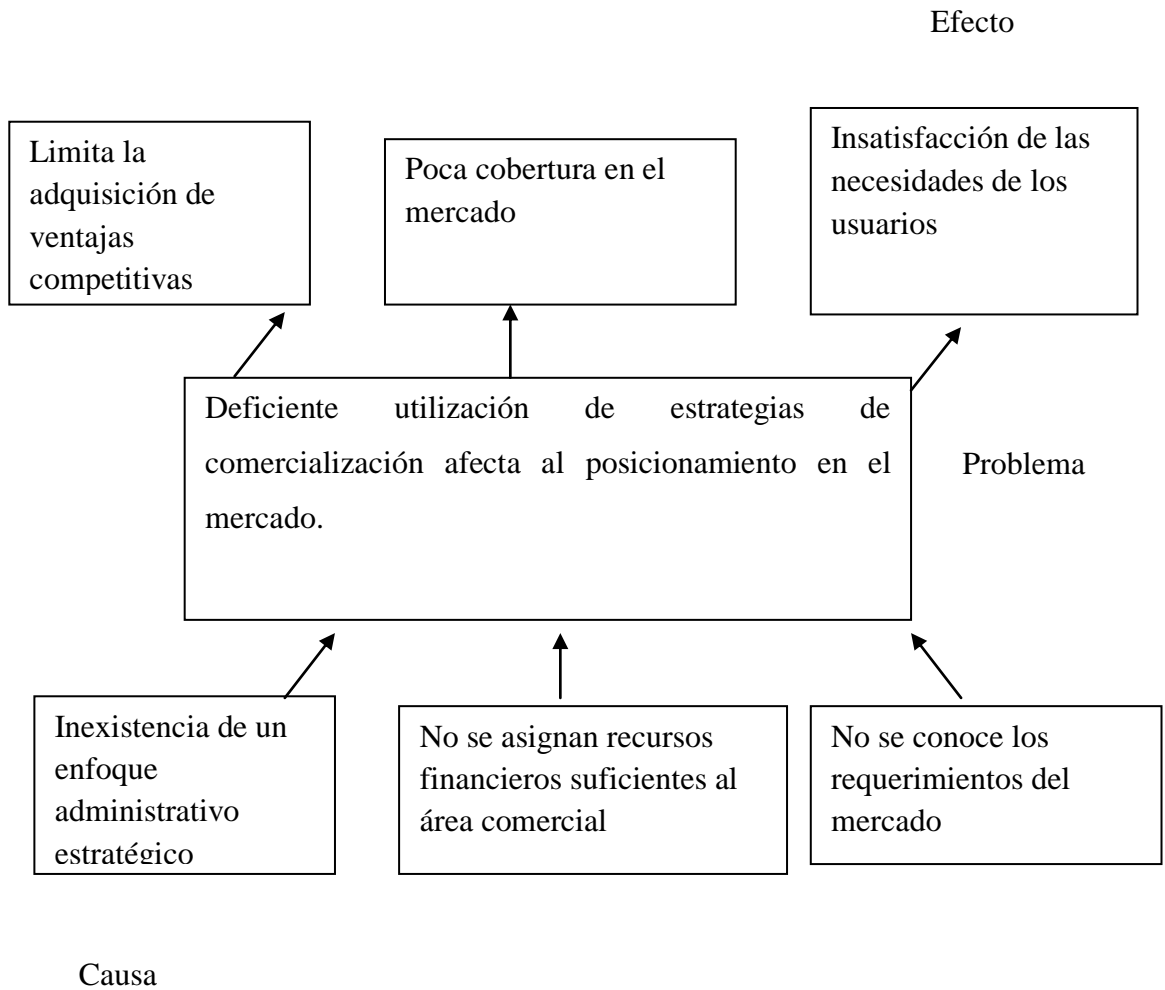 Efecto
Limita la
adquisición de
ventajas
competitivas
Poca cobertura en el
mercado
Insatisfacción de las
necesidades de los
usuarios
Deficiente utilización de estrategias de
comercialización afecta al posicionamiento en el
mercado.
Problema
Inexistencia de un
enfoque
administrativo
estratégico
No se asignan recursos
financieros suficientes al
área comercial
No se conoce los
requerimientos del
mercado
Causa